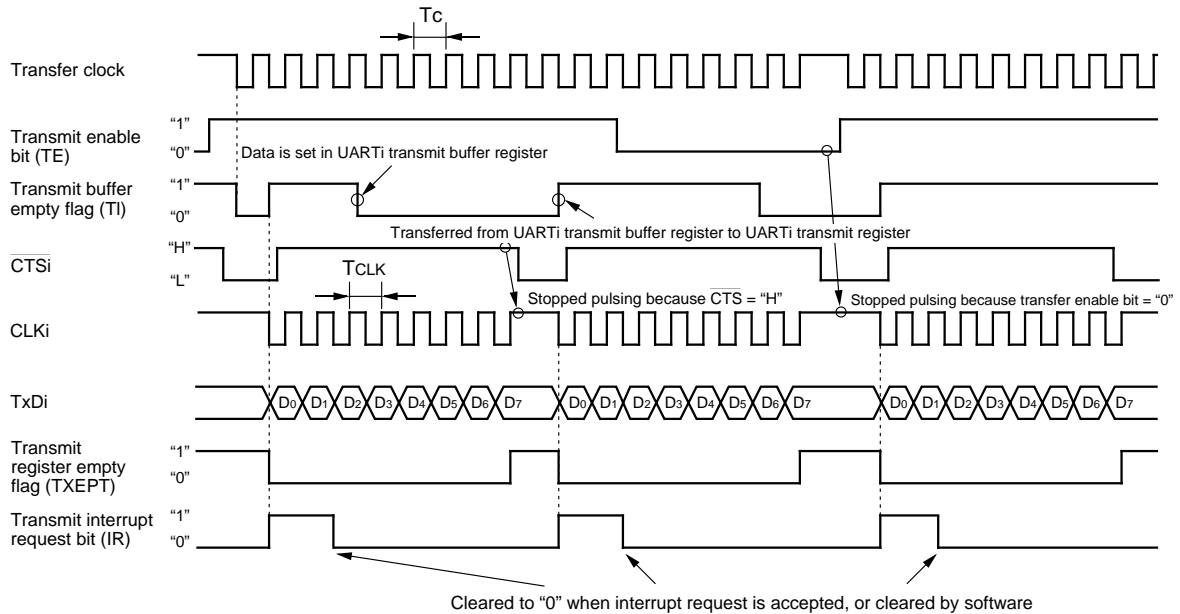 Tc
Transfer clock
Transmit enable
bit (TE)
“1”
“0”
Data is set in UARTi transmit buffer register
Transmit buffer
empty flag (TI)
“1”
“0”
Transferred from UARTi transmit buffer register to UARTi transmit register
CTSi
“H”
“L”
TCLK
Stopped pulsing because CTS = “H”
Stopped pulsing because transfer enable bit = “0”
CLKi
TxDi
D0 D1 D2 D3 D4 D5 D6 D7 D0 D1 D2 D3 D4 D5 D6 D7 D0 D1 D2 D3 D4 D5 D6 D7
Transmit
register empty
flag (TXEPT)
“1”
“0”
Transmit interrupt
request bit (IR)
“1”
“0”
Cleared to “0” when interrupt request is accepted, or cleared by software